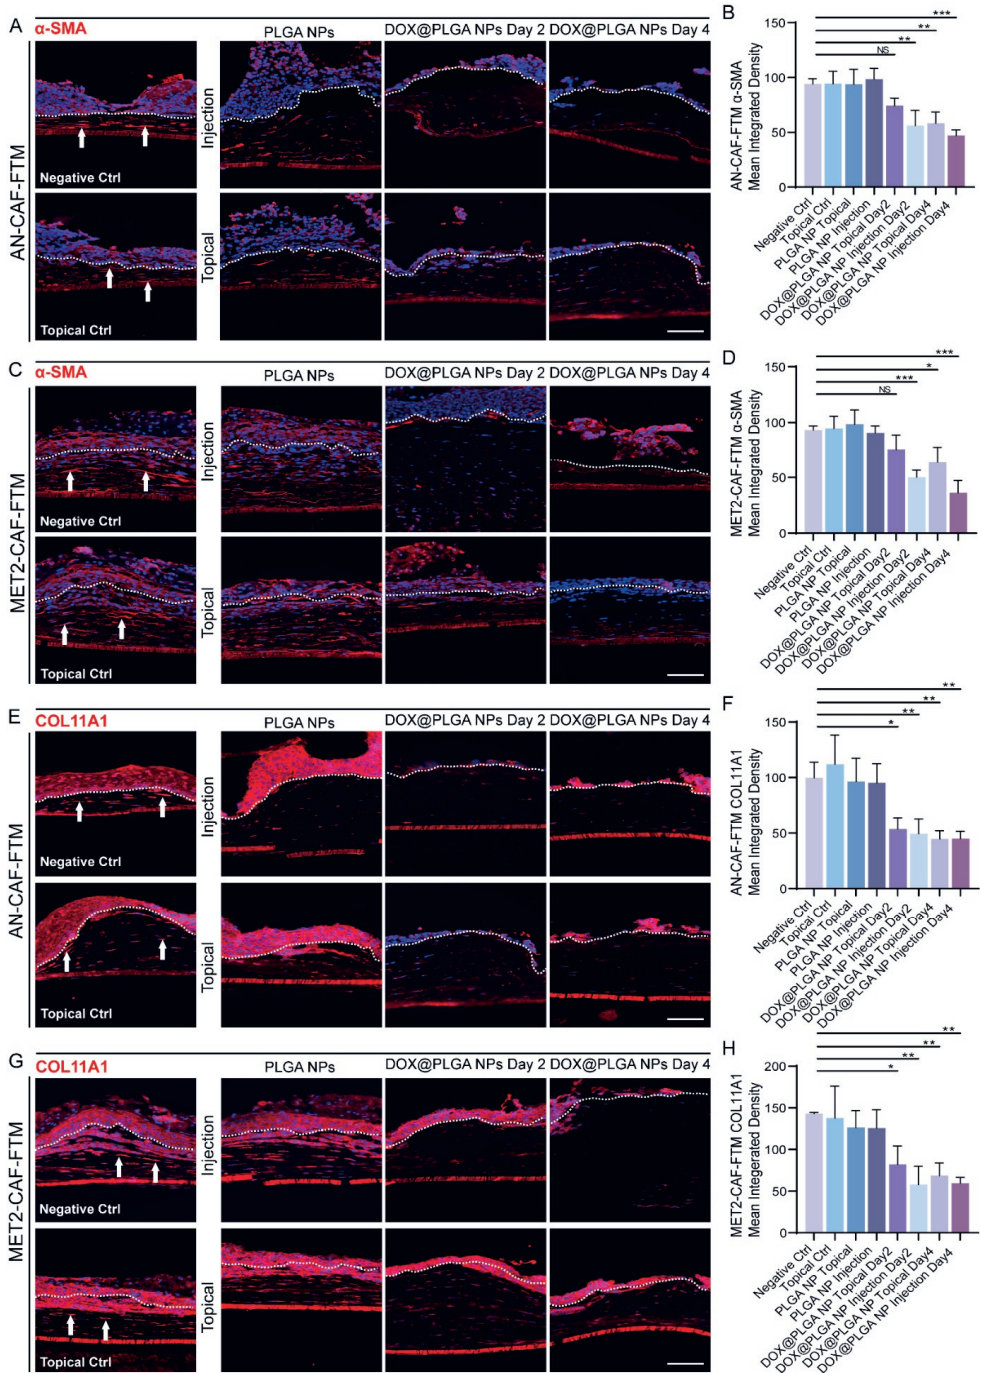 A
α-SMA
PLGA NPs
DOX@PLGA NPs Day 2
DOX@PLGA NPs Day 4
AN-CAF-FTM
Negative Ctrl
Injection
Topical Ctrl
Topical
B
***
**
**
NS
150
100
50
0
AN-CAF-FTM α-SMA
Mean Integrated Density
Negative Ctrl
Topical Ctrl
PLGA NP Topical
PLGA NP Injection
DOX@PLGA NP Topical Day2
DOX@PLGA NP Injection Day2
DOX@PLGA NP Topical Day4
DOX@PLGA NP Injection Day4
C
α-SMA
PLGA NPs
DOX@PLGA NPs Day 2
DOX@PLGA NPs Day 4
MET2-CAF-FTM
Negative Ctrl
Injection
Topical Ctrl
Topical
D
***
*
***
NS
150
100
50
0
MET2-CAF-FTM α-SMA
Mean Integrated Density
Negative Ctrl
Topical Ctrl
PLGA NP Topical
PLGA NP Injection
DOX@PLGA NP Topical Day2
DOX@PLGA NP Injection Day2
DOX@PLGA NP Topical Day4
DOX@PLGA NP Injection Day4
E
COL11A1
PLGA NPs
DOX@PLGA NPs Day 2
DOX@PLGA NPs Day 4
AN-CAF-FTM
Negative Ctrl
Injection
Topical Ctrl
Topical
F
**
**
**
*
150
100
50
0
AN-CAF-FTM COL11A1
Mean Integrated Density
Negative Ctrl
Topical Ctrl
PLGA NP Topical
PLGA NP Injection
DOX@PLGA NP Topical Day2
DOX@PLGA NP Injection Day2
DOX@PLGA NP Topical Day4
DOX@PLGA NP Injection Day4
G
COL11A1
PLGA NPs
DOX@PLGA NPs Day 2
DOX@PLGA NPs Day 4
MET2-CAF-FTM
Negative Ctrl
Injection
Topical Ctrl
Topical
H
**
**
**
*
200
150
100
50
0
MET2-CAF-FTM COL11A1
Mean Integerated Density
Negative Ctrl
Topical Ctrl
PLGA NP Topical
PLGA NP Injection
DOX@PLGA NP Topical Day2
DOX@PLGA NP Injection Day2
DOX@PLGA NP Topical Day4
DOX@PLGA NP Injection Day4